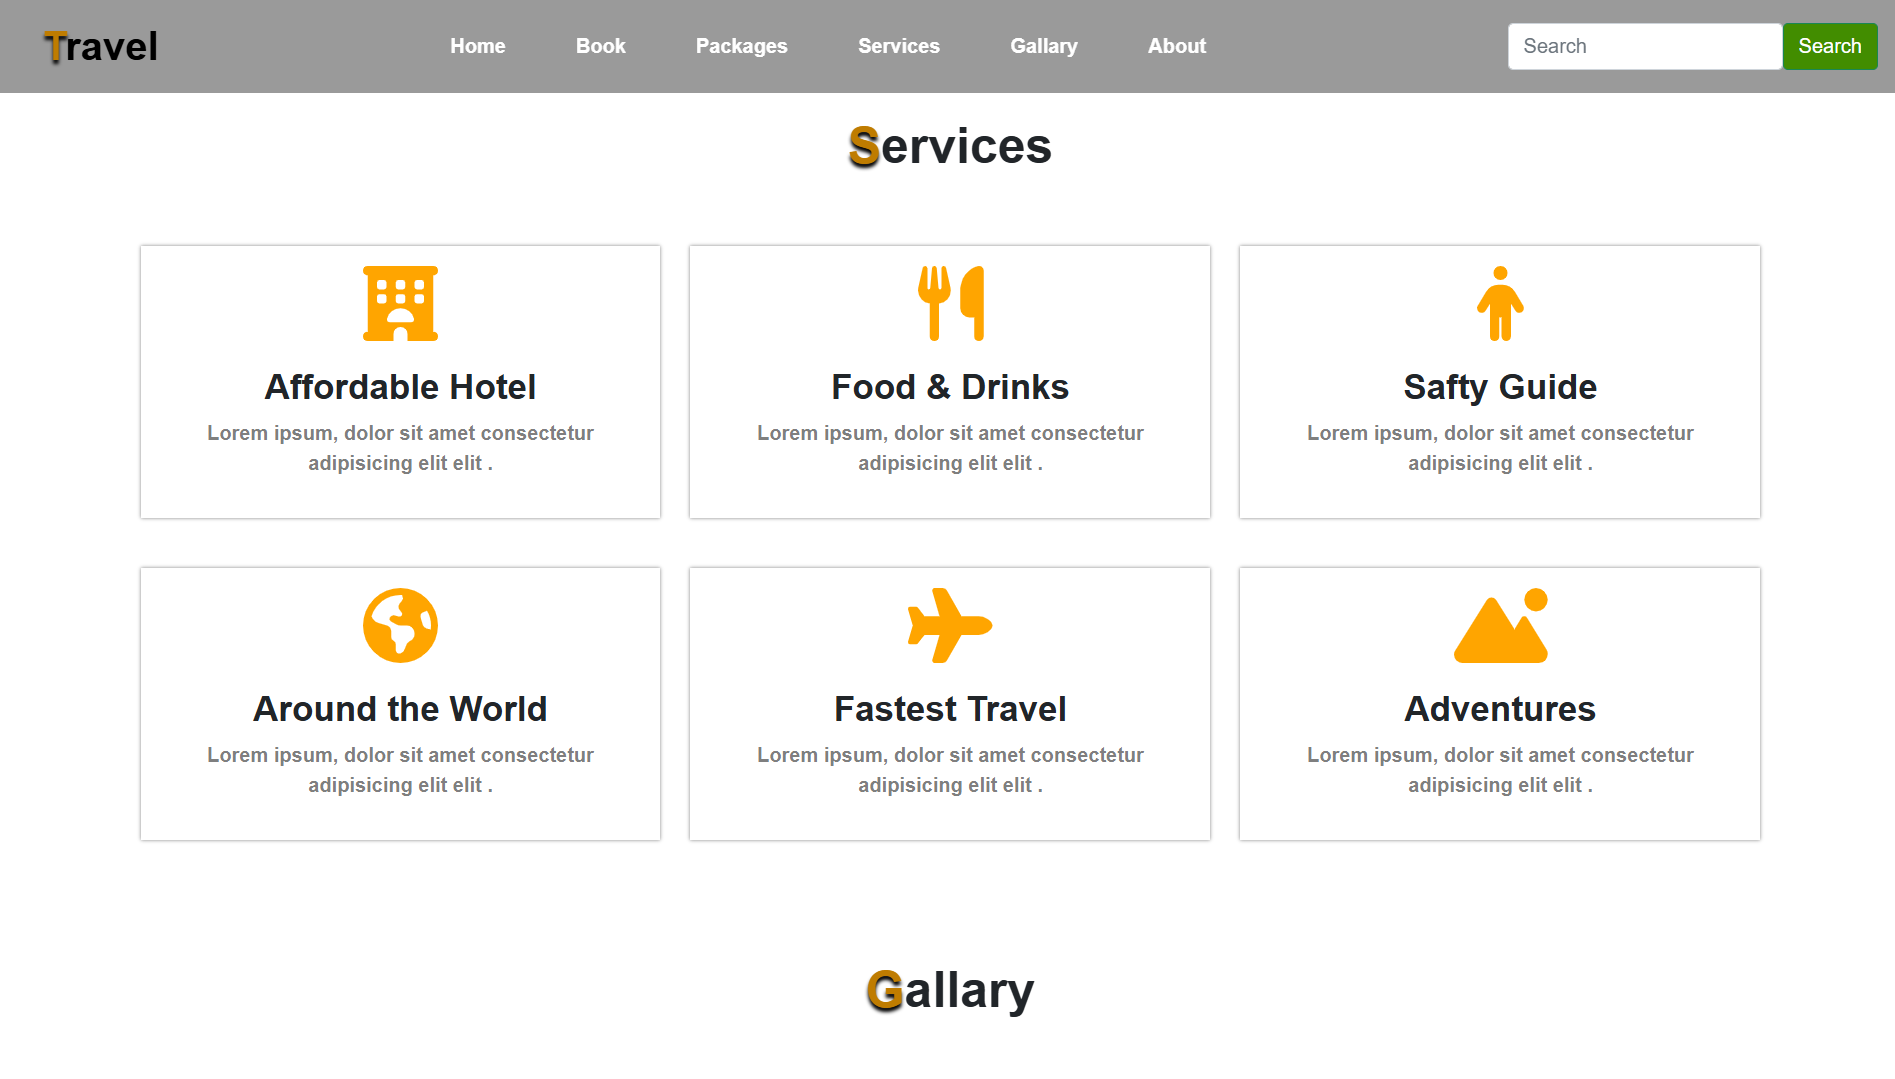 Travel
Home Book Packages Services Gallary About
Search Search
Services
Affordable Hotel
Lorem ipsum, dolor sit amet consectetur
adipisicing elit elit .
Food & Drinks
Lorem ipsum, dolor sit amet consectetur
adipisicing elit elit .
Safty Guide
Lorem ipsum, dolor sit amet consectetur
adipisicing elit elit .
Around the World
Lorem ipsum, dolor sit amet consectetur
adipisicing elit elit .
Fastest Travel
Lorem ipsum, dolor sit amet consectetur
adipisicing elit elit .
Adventures
Lorem ipsum, dolor sit amet consectetur
adipisicing elit elit .
Gallary